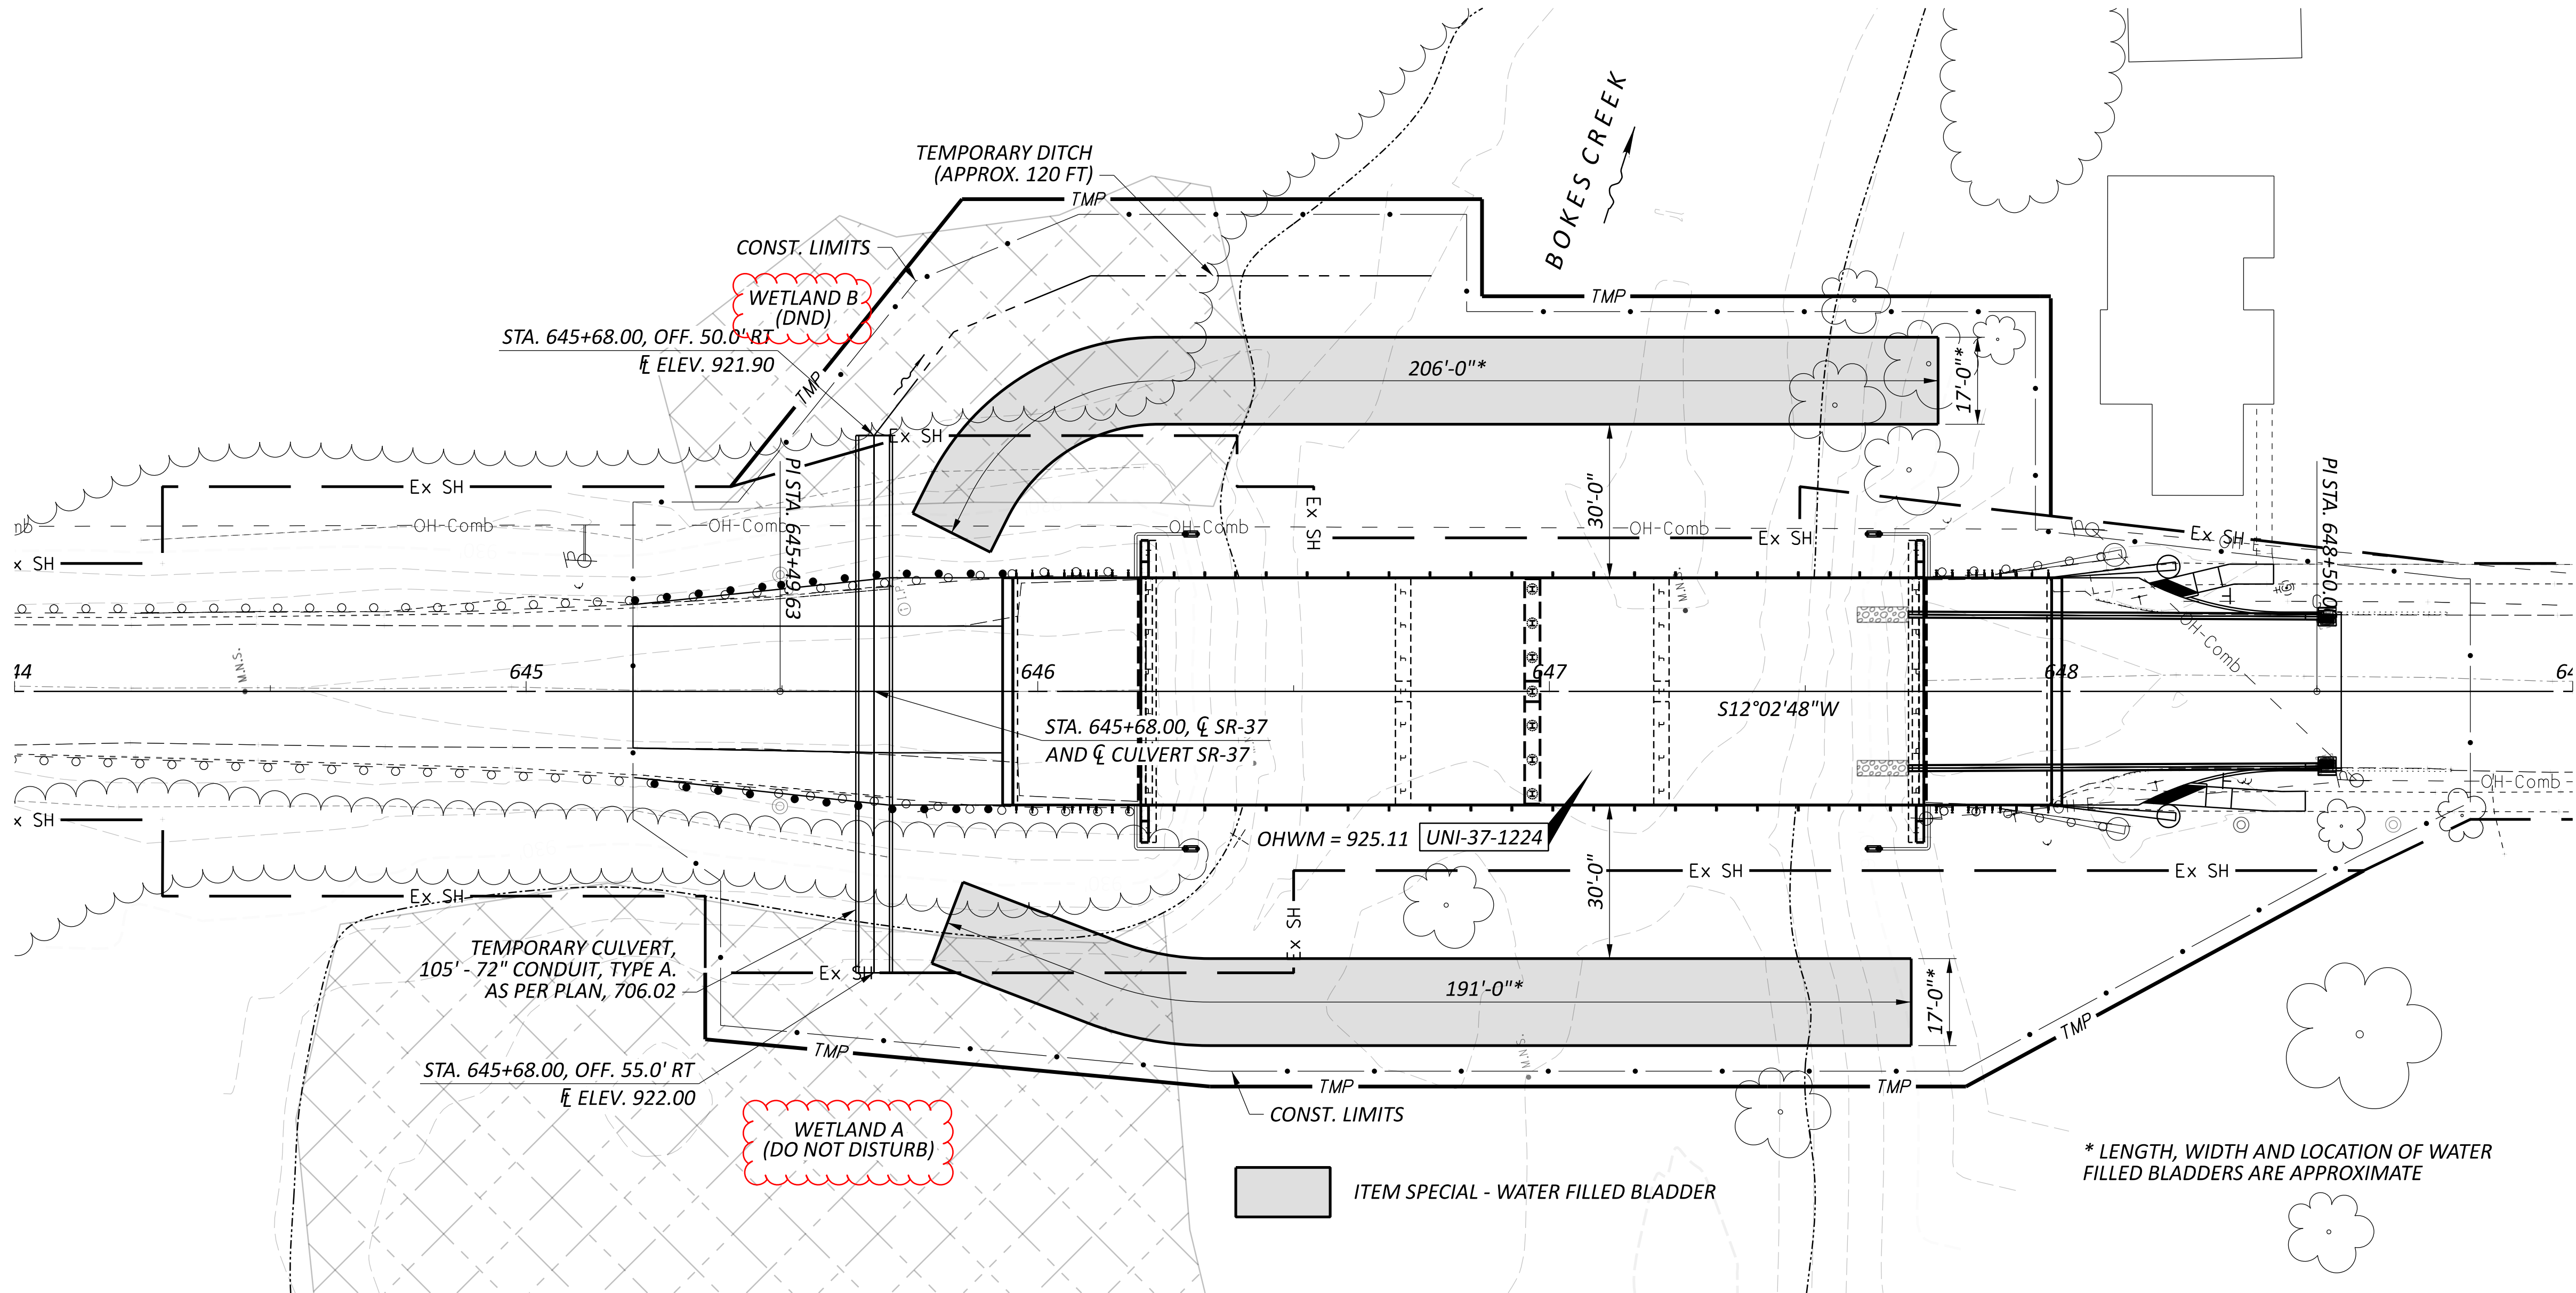 BOKES CREEK
TEMPORARY DITCH
(APPROX. 120 FT)
TMP
CONST. LIMITS
WETLAND B
(DND)
TMP
STA. 645+68.00, OFF. 50.0' RT
FL ELEV. 921.90
TMP
206'-0"*
17'-0"*
Ex SH
Ex SH
PI STA. 645+49.63
30'-0"
PI STA. 648+50.00
OH-Comb
OH-Comb
OH-Comb
OH-Comb
Ex SH
Ex SH
Ex SH
x SH
OH-Comb
M.N.S.
M.N.S.
44
645
646
647
648
64
STA. 645+68.00, CL SR-37
AND CL CULVERT SR-37
S12°02'48"W
OH-Comb
x SH
OHWM = 925.11
UNI-37-1224
30'-0"
Ex SH
Ex SH
Ex SH
Ex SH
TEMPORARY CULVERT,
105' - 72" CONDUIT, TYPE A.
AS PER PLAN, 706.02
Ex SH
191'-0"*
17'-0"*
TMP
STA. 645+68.00, OFF. 55.0' RT
FL ELEV. 922.00
TMP
TMP
TMP
M.N.S.
CONST. LIMITS
WETLAND A
(DO NOT DISTURB)
* LENGTH, WIDTH AND LOCATION OF WATER
FILLED BLADDERS ARE APPROXIMATE
ITEM SPECIAL - WATER FILLED BLADDER